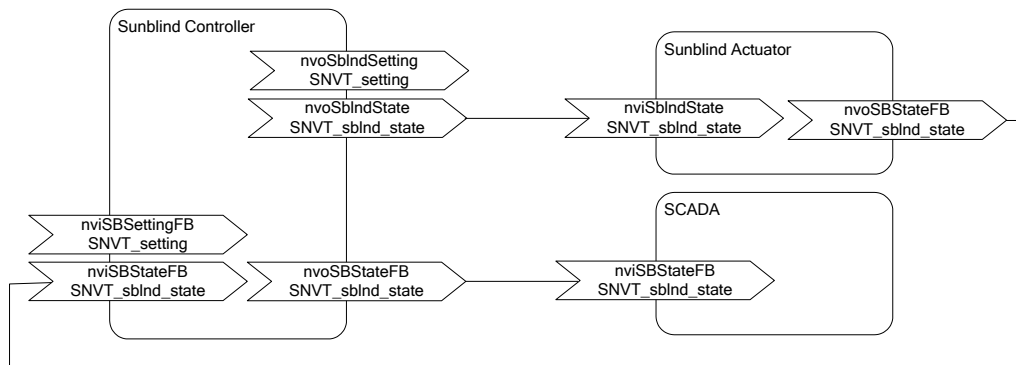 Sunblind Controller
nvoSblndSetting
SNVT_setting
nvoSblndState
SNVT_sblnd_state
nviSBSettingFB
SNVT_setting
nviSBStateFB
SNVT_sblnd_state
nvoSBStateFB
SNVT_sblnd_state
Sunblind Actuator
nviSblndState
SNVT_sblnd_state
nvoSBStateFB
SNVT_sblnd_state
SCADA
nviSBStateFB
SNVT_sblnd_state